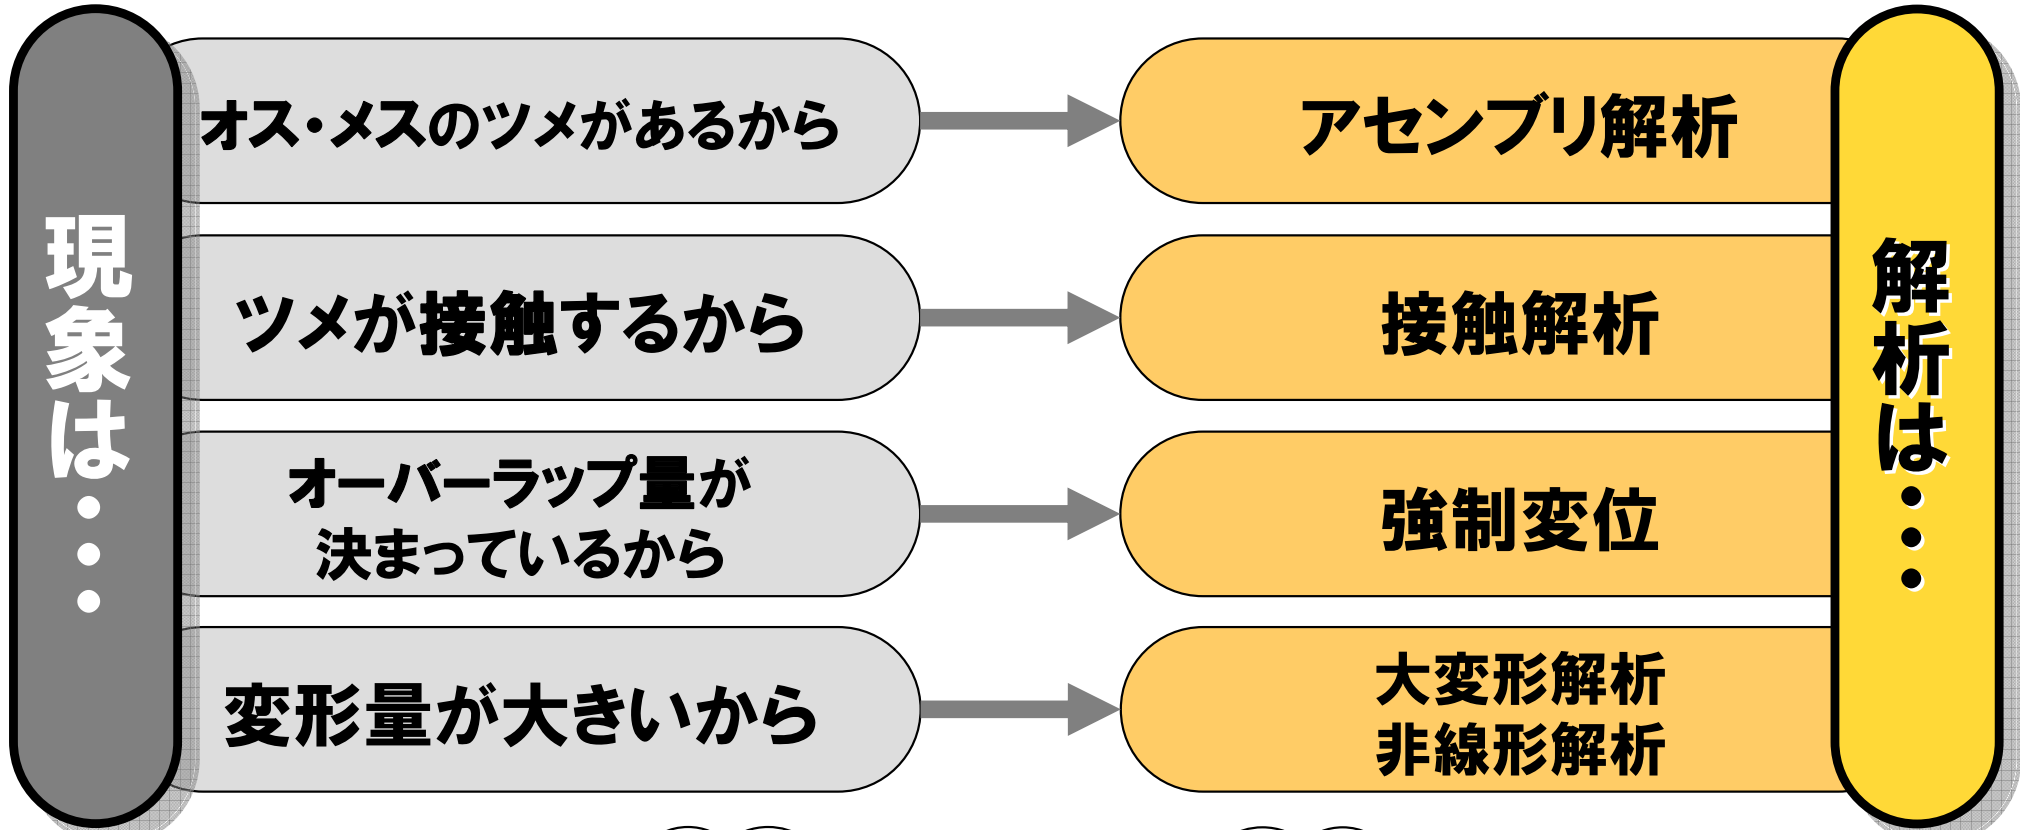 現象は・・・
オス・メスのツメがあるから
アセンブリ解析
ツメが接触するから
接触解析
オーバーラップ量が
決まっているから
強制変位
変形量が大きいから
大変形解析
非線形解析
解析は・・・